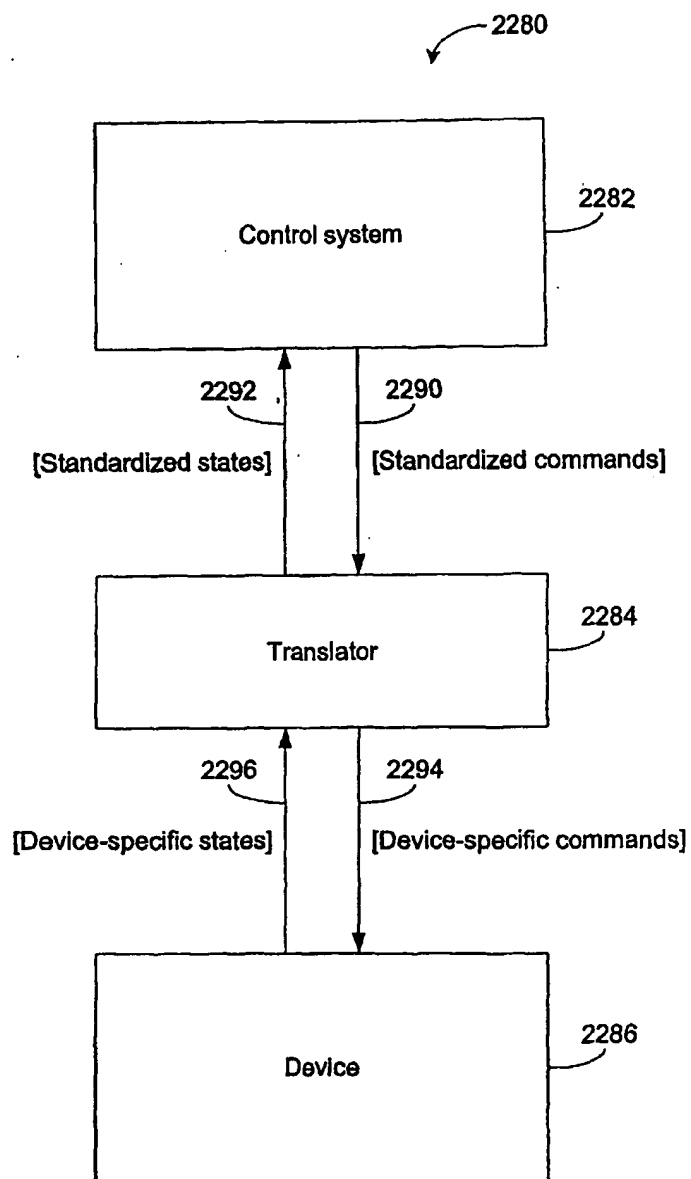 2280
2282
Control system
2292 2290
[Standardized states] [Standardized commands]
2284
Translator
2296 2294
[Device-specific states] [Device-specific commands]
2286
Device